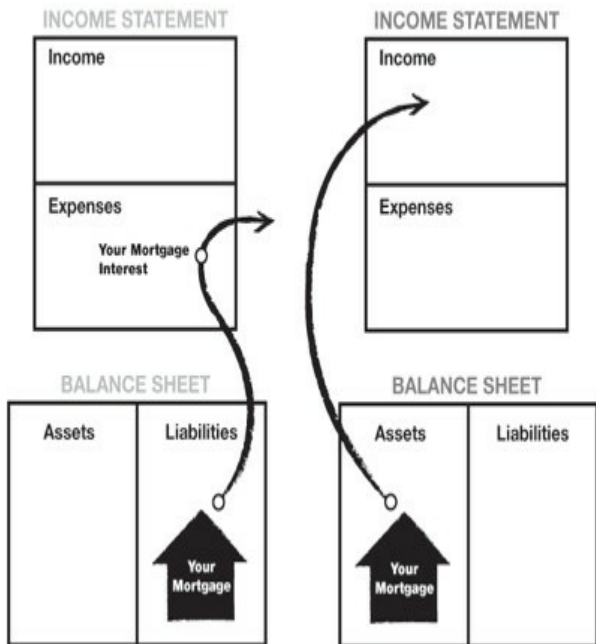 INCOME STATEMENT
Income
Expenses
Your Mortgage
Interest
BALANCE SHEET
Assets
Liabilities
Your
Mortgage
INCOME STATEMENT
Income
Expenses
BALANCE SHEET
Assets
Liabilities
Your
Mortgage